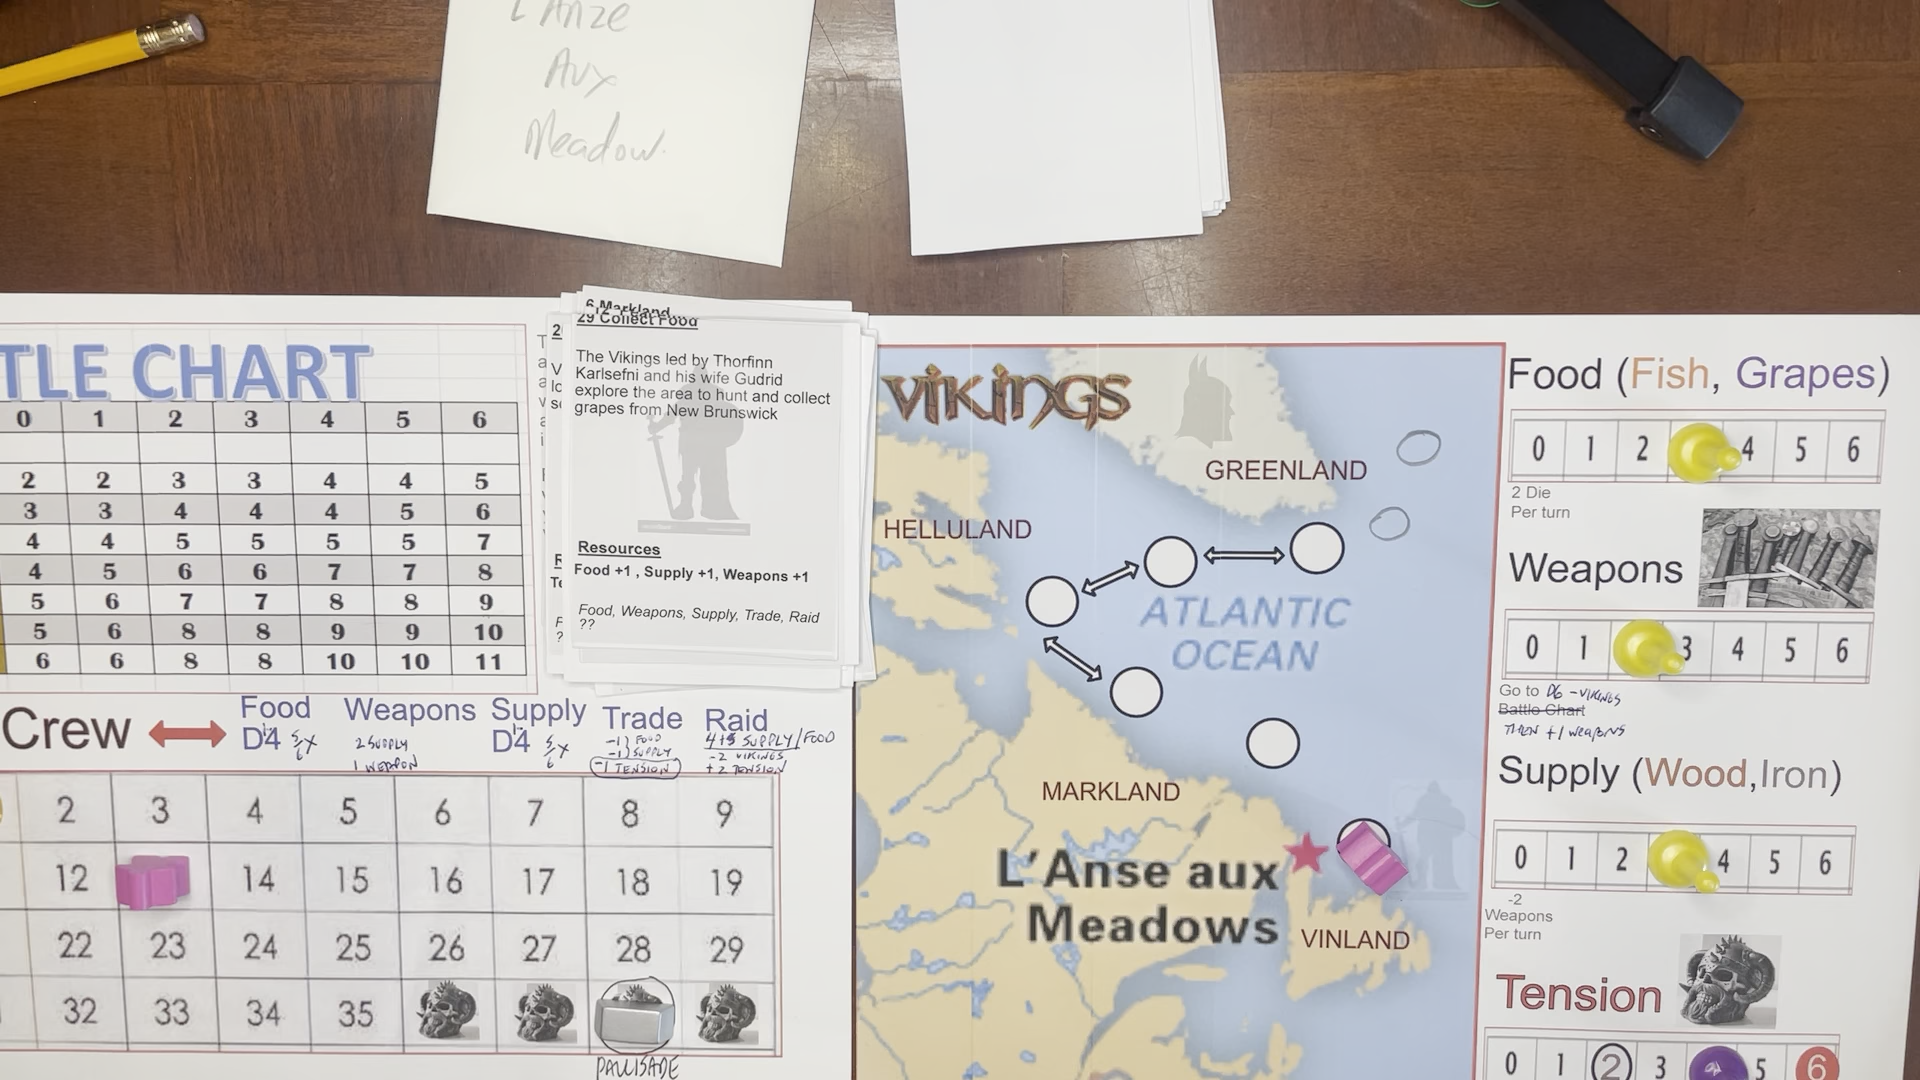 L'Anze
Aux
Meadow.
6 Markland
29 Collect Food
The Vikings led by Thorfinn
Karlsefni and his wife Gudrid
explore the area to hunt and collect
grapes from New Brunswick
Resources
Food +1 , Supply +1, Weapons +1
Food, Weapons, Supply, Trade, Raid
??
TLE CHART
0 1 2 3 4 5 6
2 2 3 3 4 4 5
3 3 4 4 4 5 6
4 4 5 5 5 5 7
4 5 6 6 7 7 8
5 6 7 7 8 8 9
5 6 8 8 9 9 10
6 6 8 8 10 10 11
Crew
Food
D4
Weapons
2 SUPPLY
1 WEAPON
Supply
D4
Trade
-1 FOOD
-1 SUPPLY
-1 TENSION
Raid
4+5 SUPPLY/FOOD
-2 VIKINGS
+2 TENSION
2 3 4 5 6 7 8 9
12 14 15 16 17 18 19
22 23 24 25 26 27 28 29
32 33 34 35
PALLISADE
VIKINGS
GREENLAND
HELLULAND
ATLANTIC
OCEAN
MARKLAND
L'Anse aux
Meadows
VINLAND
Food (Fish, Grapes)
0 1 2 4 5 6
2 Die
Per turn
Weapons
0 1 3 4 5 6
Go to D6 -VIKINGS
Battle Chart
THEN +1 WEAPONS
Supply (Wood,Iron)
0 1 2 4 5 6
-2
Weapons
Per turn
Tension
0 1 2 3 5 6